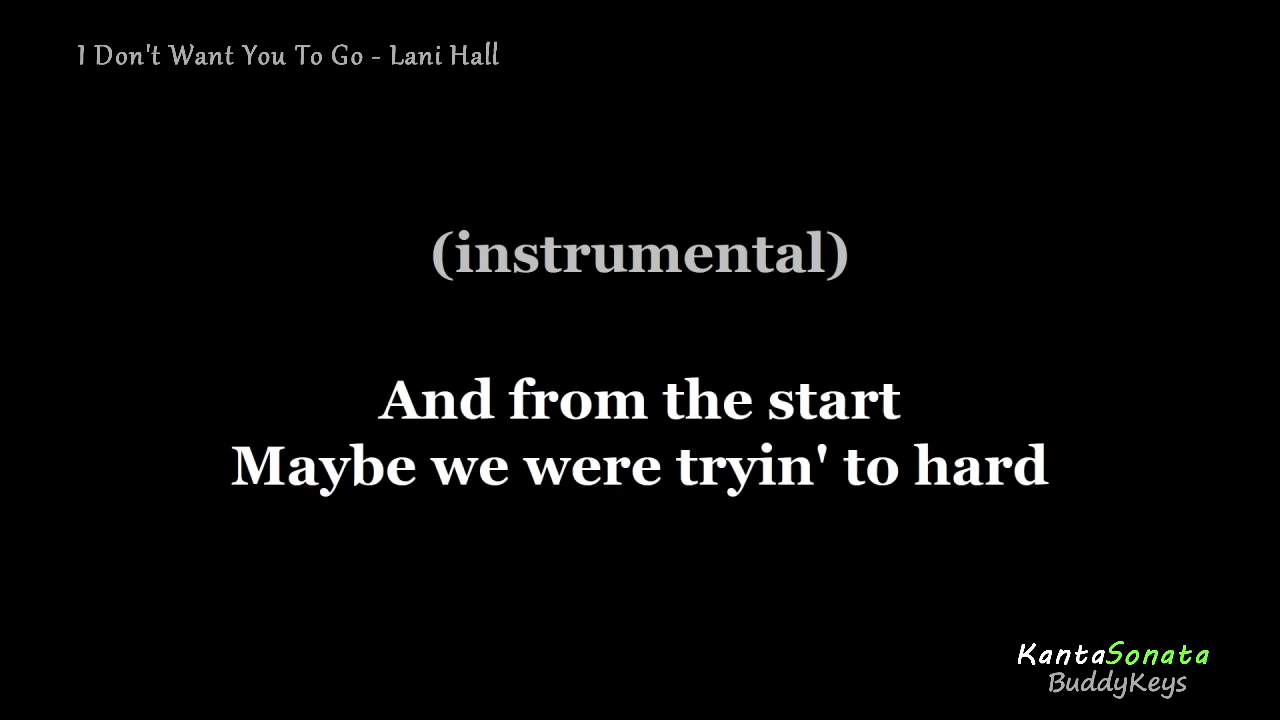 I Don't Want You To Go - Lani Hall
(instrumental)
And from the start
Maybe we were tryin' to hard
KantaSonata
BuddyKeys